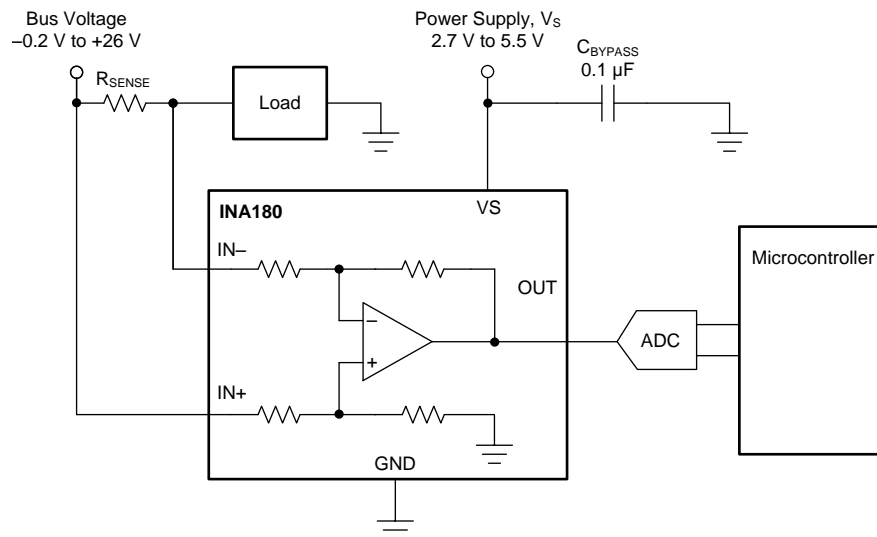 Bus Voltage
–0.2 V to +26 V
RSENSE
Load
Power Supply, VS
2.7 V to 5.5 V
CBYPASS
0.1 µF
INA180
VS
IN–
OUT
–
+
IN+
GND
ADC
Microcontroller